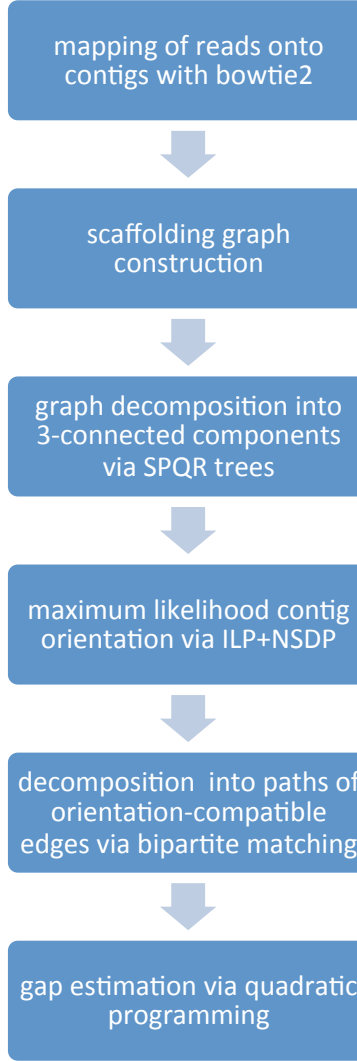 mapping of reads onto
contigs with bowtie2
scaffolding graph
construction
graph decomposition into
3-connected components
via SPQR trees
maximum likelihood contig
orientation via ILP+NSDP
decomposition into paths of
orientation-compatible
edges via bipartite matching
gap estimation via quadratic
programming